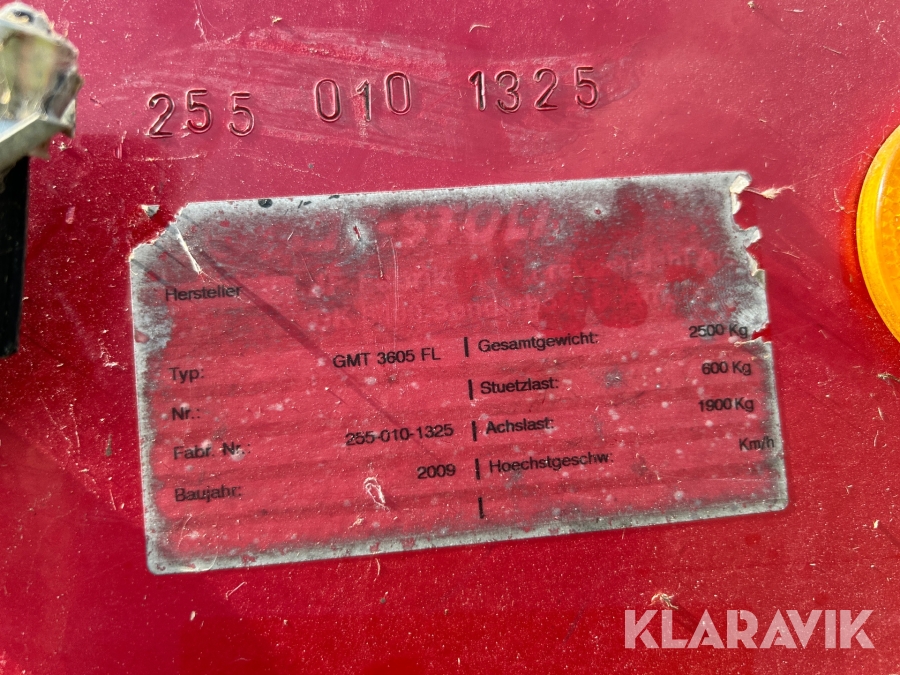 255 010 1325
STOLL
Hersteller
Typ: GMT 3605 FL | Gesamtgewicht: 2500 Kg
Nr.: | Stuetzlast: 600 Kg
Fabr. Nr.: 255-010-1325 | Achslast: 1900 Kg
Baujahr: 2009 | Hoechstgeschw: Km/h
KLARAVIK